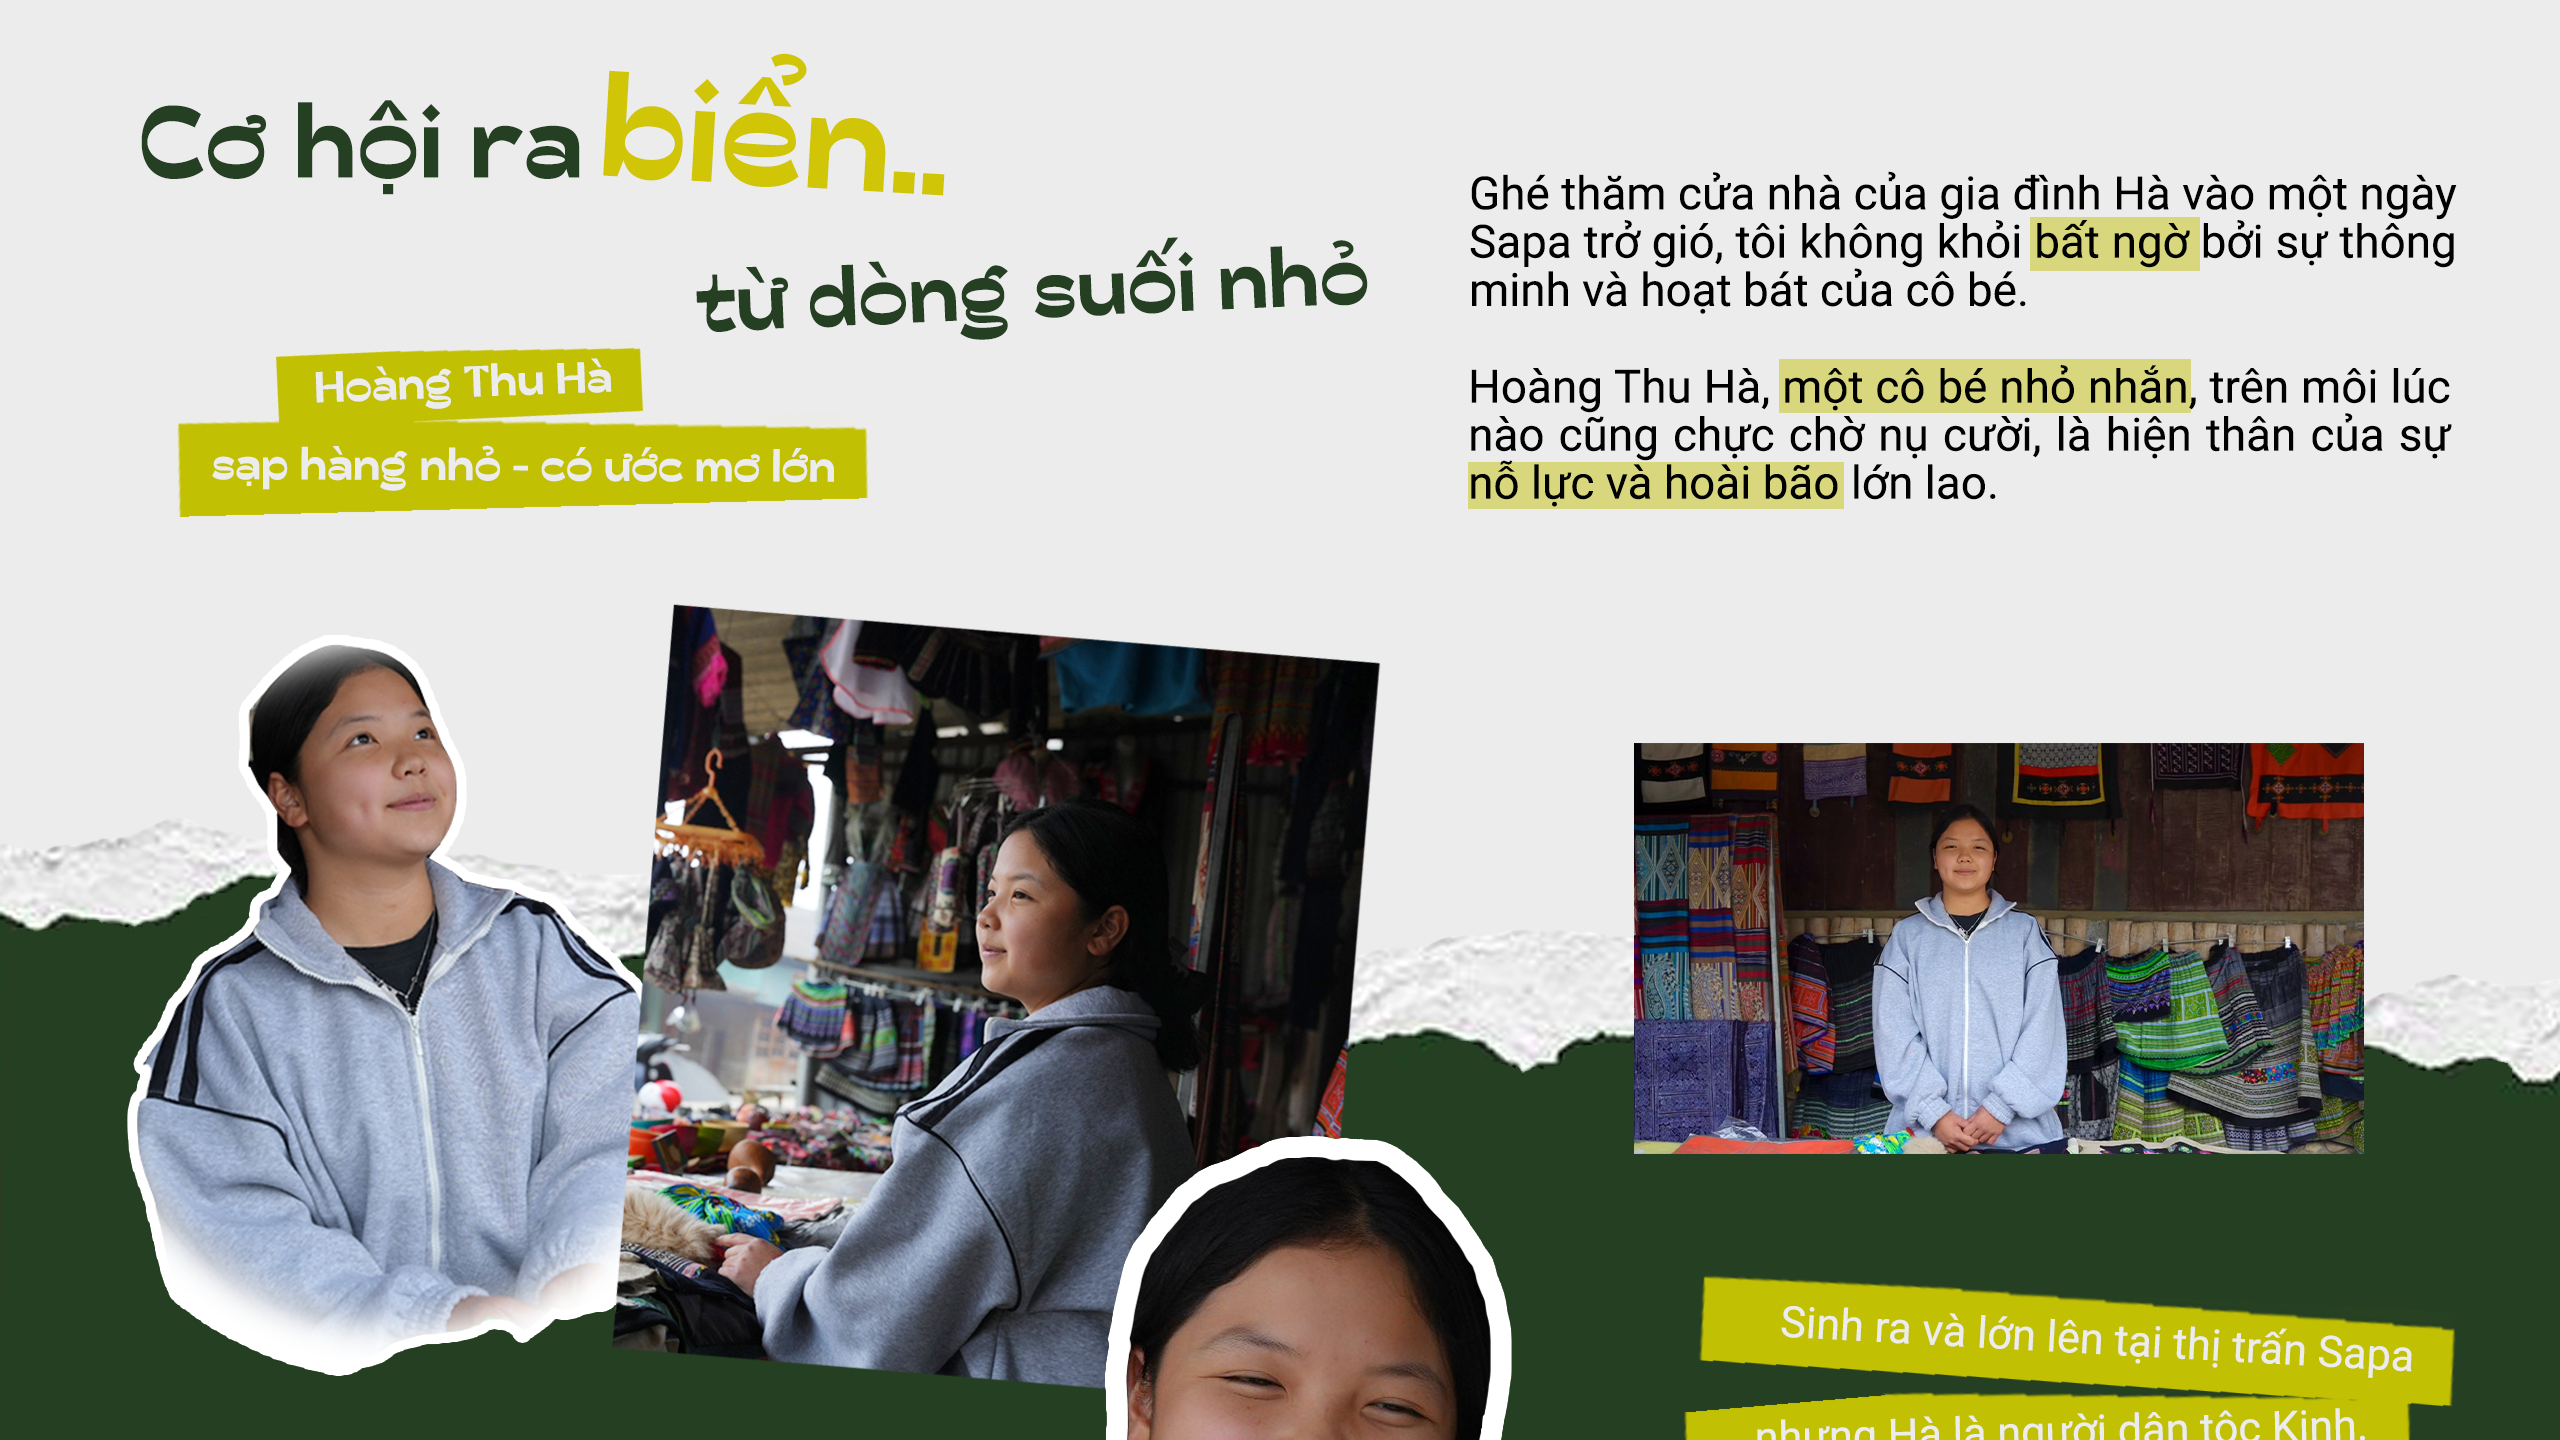 Cơ hội ra biển..
từ dòng suối nhỏ
Hoàng Thu Hà
sạp hàng nhỏ - có ước mơ lớn
Ghé thăm cửa nhà của gia đình Hà vào một ngày
Sapa trở gió, tôi không khỏi bất ngờ bởi sự thông
minh và hoạt bát của cô bé.
Hoàng Thu Hà, một cô bé nhỏ nhắn, trên môi lúc
nào cũng chực chờ nụ cười, là hiện thân của sự
nỗ lực và hoài bão lớn lao.
Sinh ra và lớn lên tại thị trấn Sapa
nhưng Hà là người dân tộc Kinh.